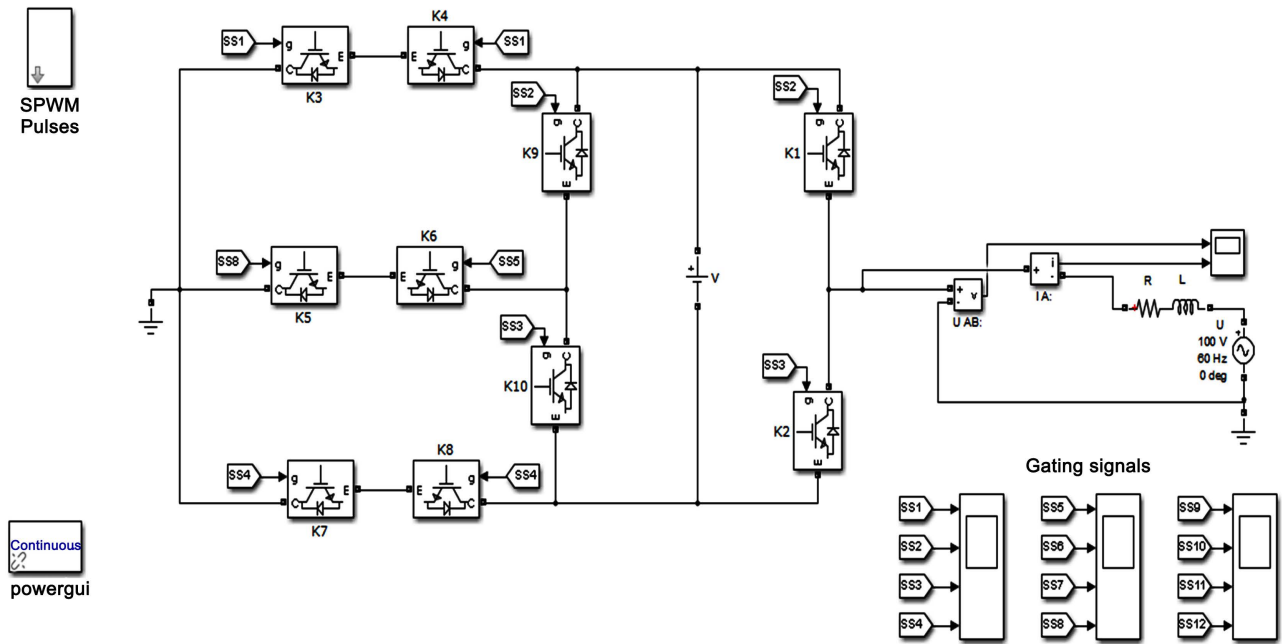 SPWM
Pulses
SS1
g
C
E
K3
K4
E
g
C
SS1
SS2
g
C
K9
E
SS2
g
C
K1
E
SS8
g
C
E
K5
K6
E
g
C
SS5
+
V
SS3
g
C
K10
E
SS3
g
C
K2
E
SS4
g
C
E
K7
K8
E
g
C
SS4
+
-
v
U AB:
+
i
-
I A:
R
L
+
U
100 V
60 Hz
0 deg
Continuous
powergui
Gating signals
SS1
SS2
SS3
SS4
SS5
SS6
SS7
SS8
SS9
SS10
SS11
SS12